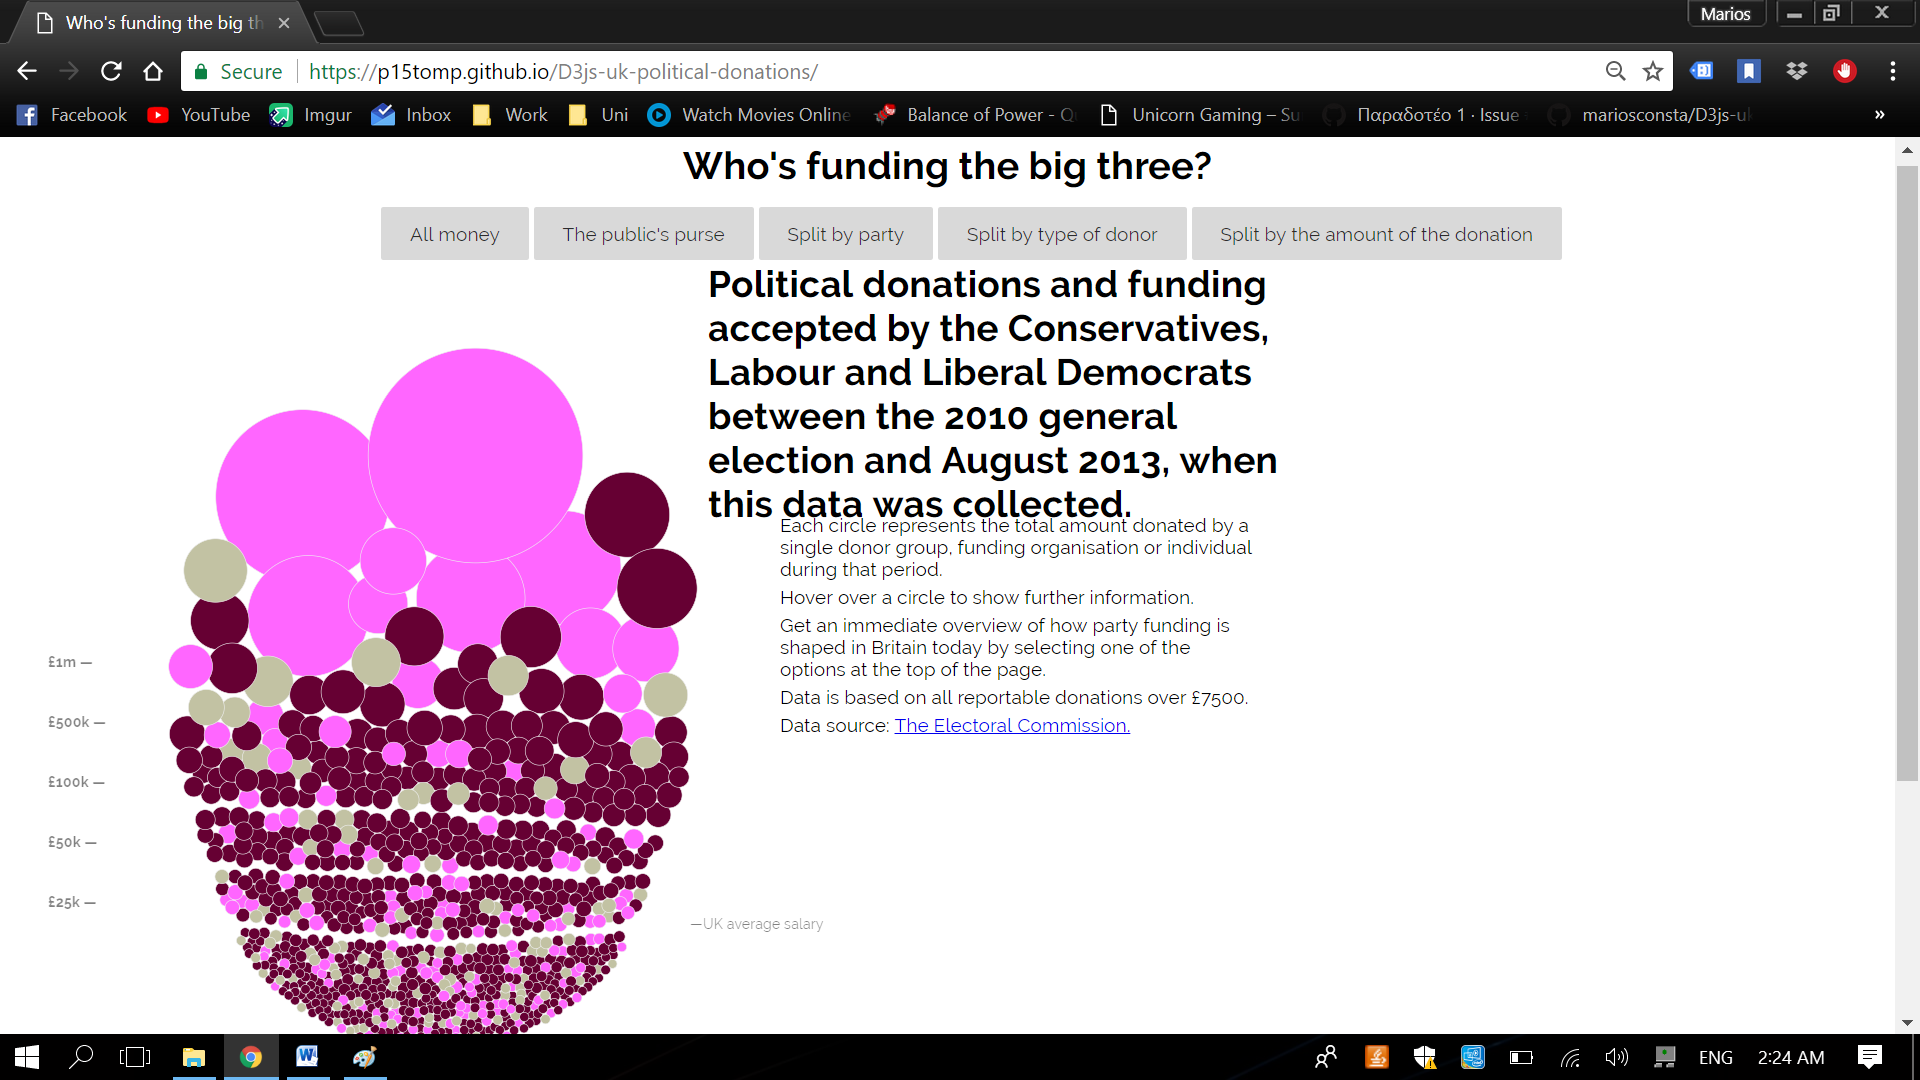 Who's funding the big th
Marios
Secure https://p15tomp.github.io/D3js-uk-political-donations/
Facebook YouTube Imgur Inbox Work Uni Watch Movies Online Balance of Power - Q Unicorn Gaming – Su Παραδοτέο 1 · Issue mariosconsta/D3js-uk »
Who's funding the big three?
All money The public's purse Split by party Split by type of donor Split by the amount of the donation
Political donations and funding
accepted by the Conservatives,
Labour and Liberal Democrats
between the 2010 general
election and August 2013, when
this data was collected.
Each circle represents the total amount donated by a
single donor group, funding organisation or individual
during that period.
Hover over a circle to show further information.
Get an immediate overview of how party funding is
shaped in Britain today by selecting one of the
options at the top of the page.
Data is based on all reportable donations over £7500.
Data source: The Electoral Commission.
£1m —
£500k —
£100k —
£50k —
£25k —
—UK average salary
ENG 2:24 AM